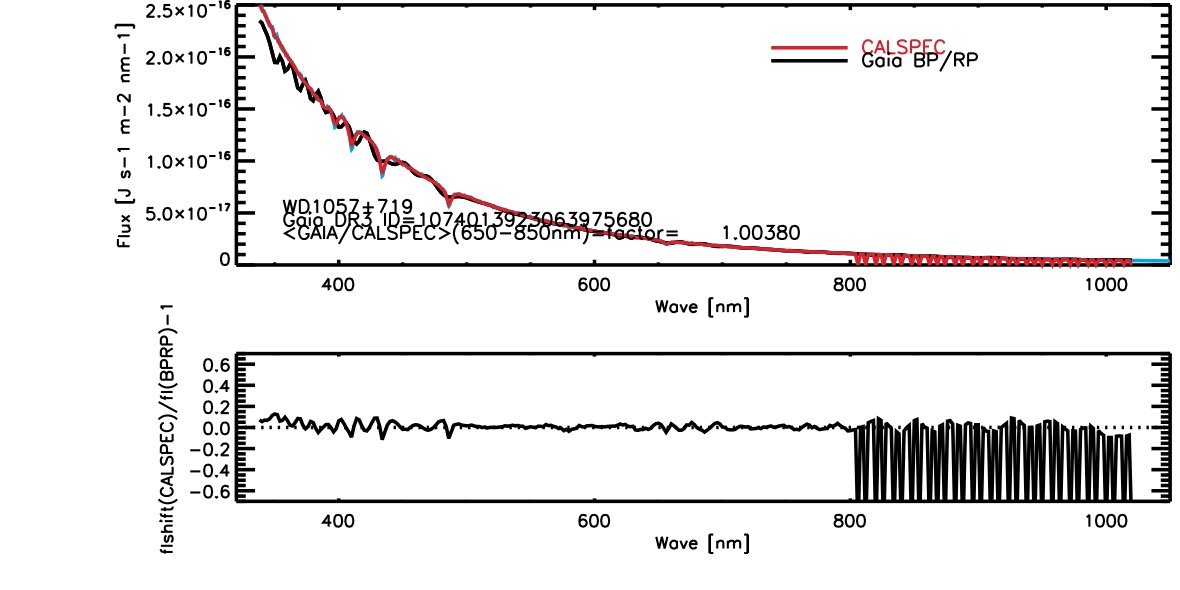 2.5×10−16
2.0×10−16
1.5×10−16
1.0×10−16
5.0×10−17
0
Flux [J s−1 m−2 nm−1]
CALSPEC
Gaia BP/RP
WD1057+719
Gaia DR3 ID=1074013923063975680
<GAIA/CALSPEC>(650−850nm)=factor= 1.00380
400 600 800 1000
Wave [nm]
0.6
0.4
0.2
0.0
−0.2
−0.4
−0.6
flshift(CALSPEC)/fl(BPRP)−1
400 600 800 1000
Wave [nm]